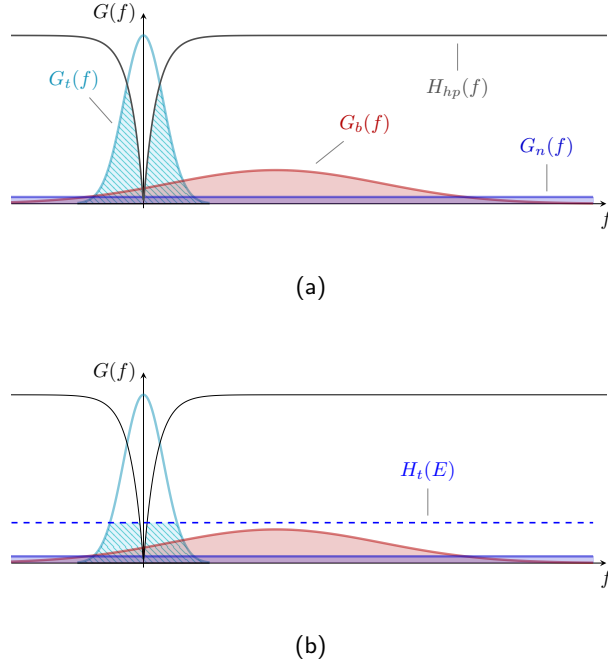 G(f)
G_t(f)
H_{hp}(f)
G_b(f)
G_n(f)
f
(a)
G(f)
H_t(E)
f
(b)